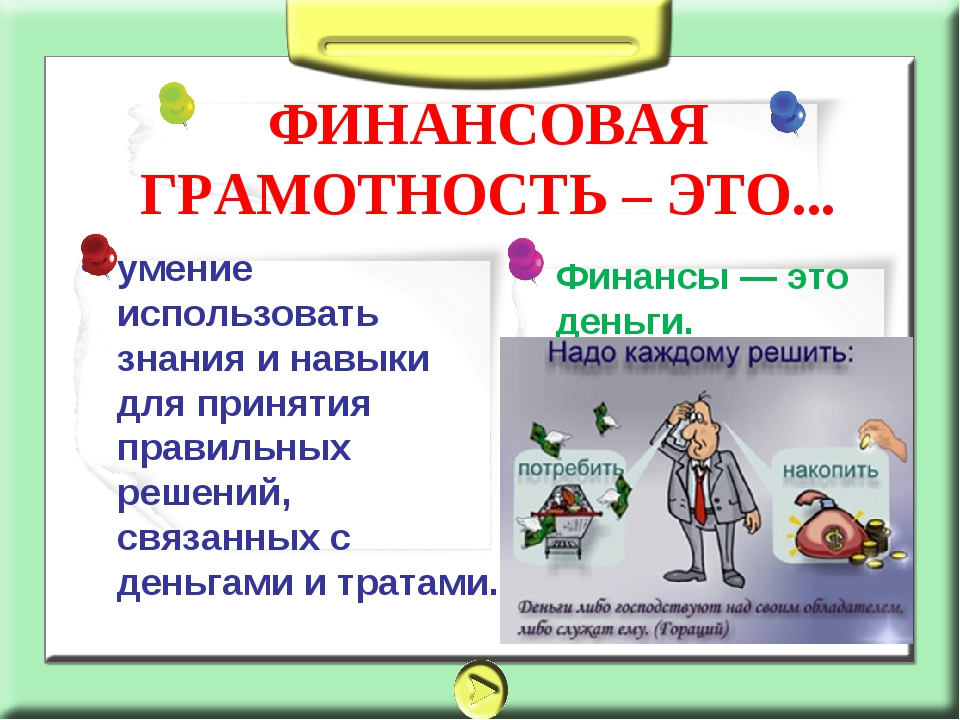 ФИНАНСОВАЯ
ГРАМОТНОСТЬ – ЭТО...
умение
использовать
знания и навыки
для принятия
правильных
решений,
связанных с
деньгами и тратами.
Финансы — это
деньги.
Надо каждому решить:
потребить
накопить
Деньги либо господствуют над своим обладателем,
либо служат ему. (Гораций)